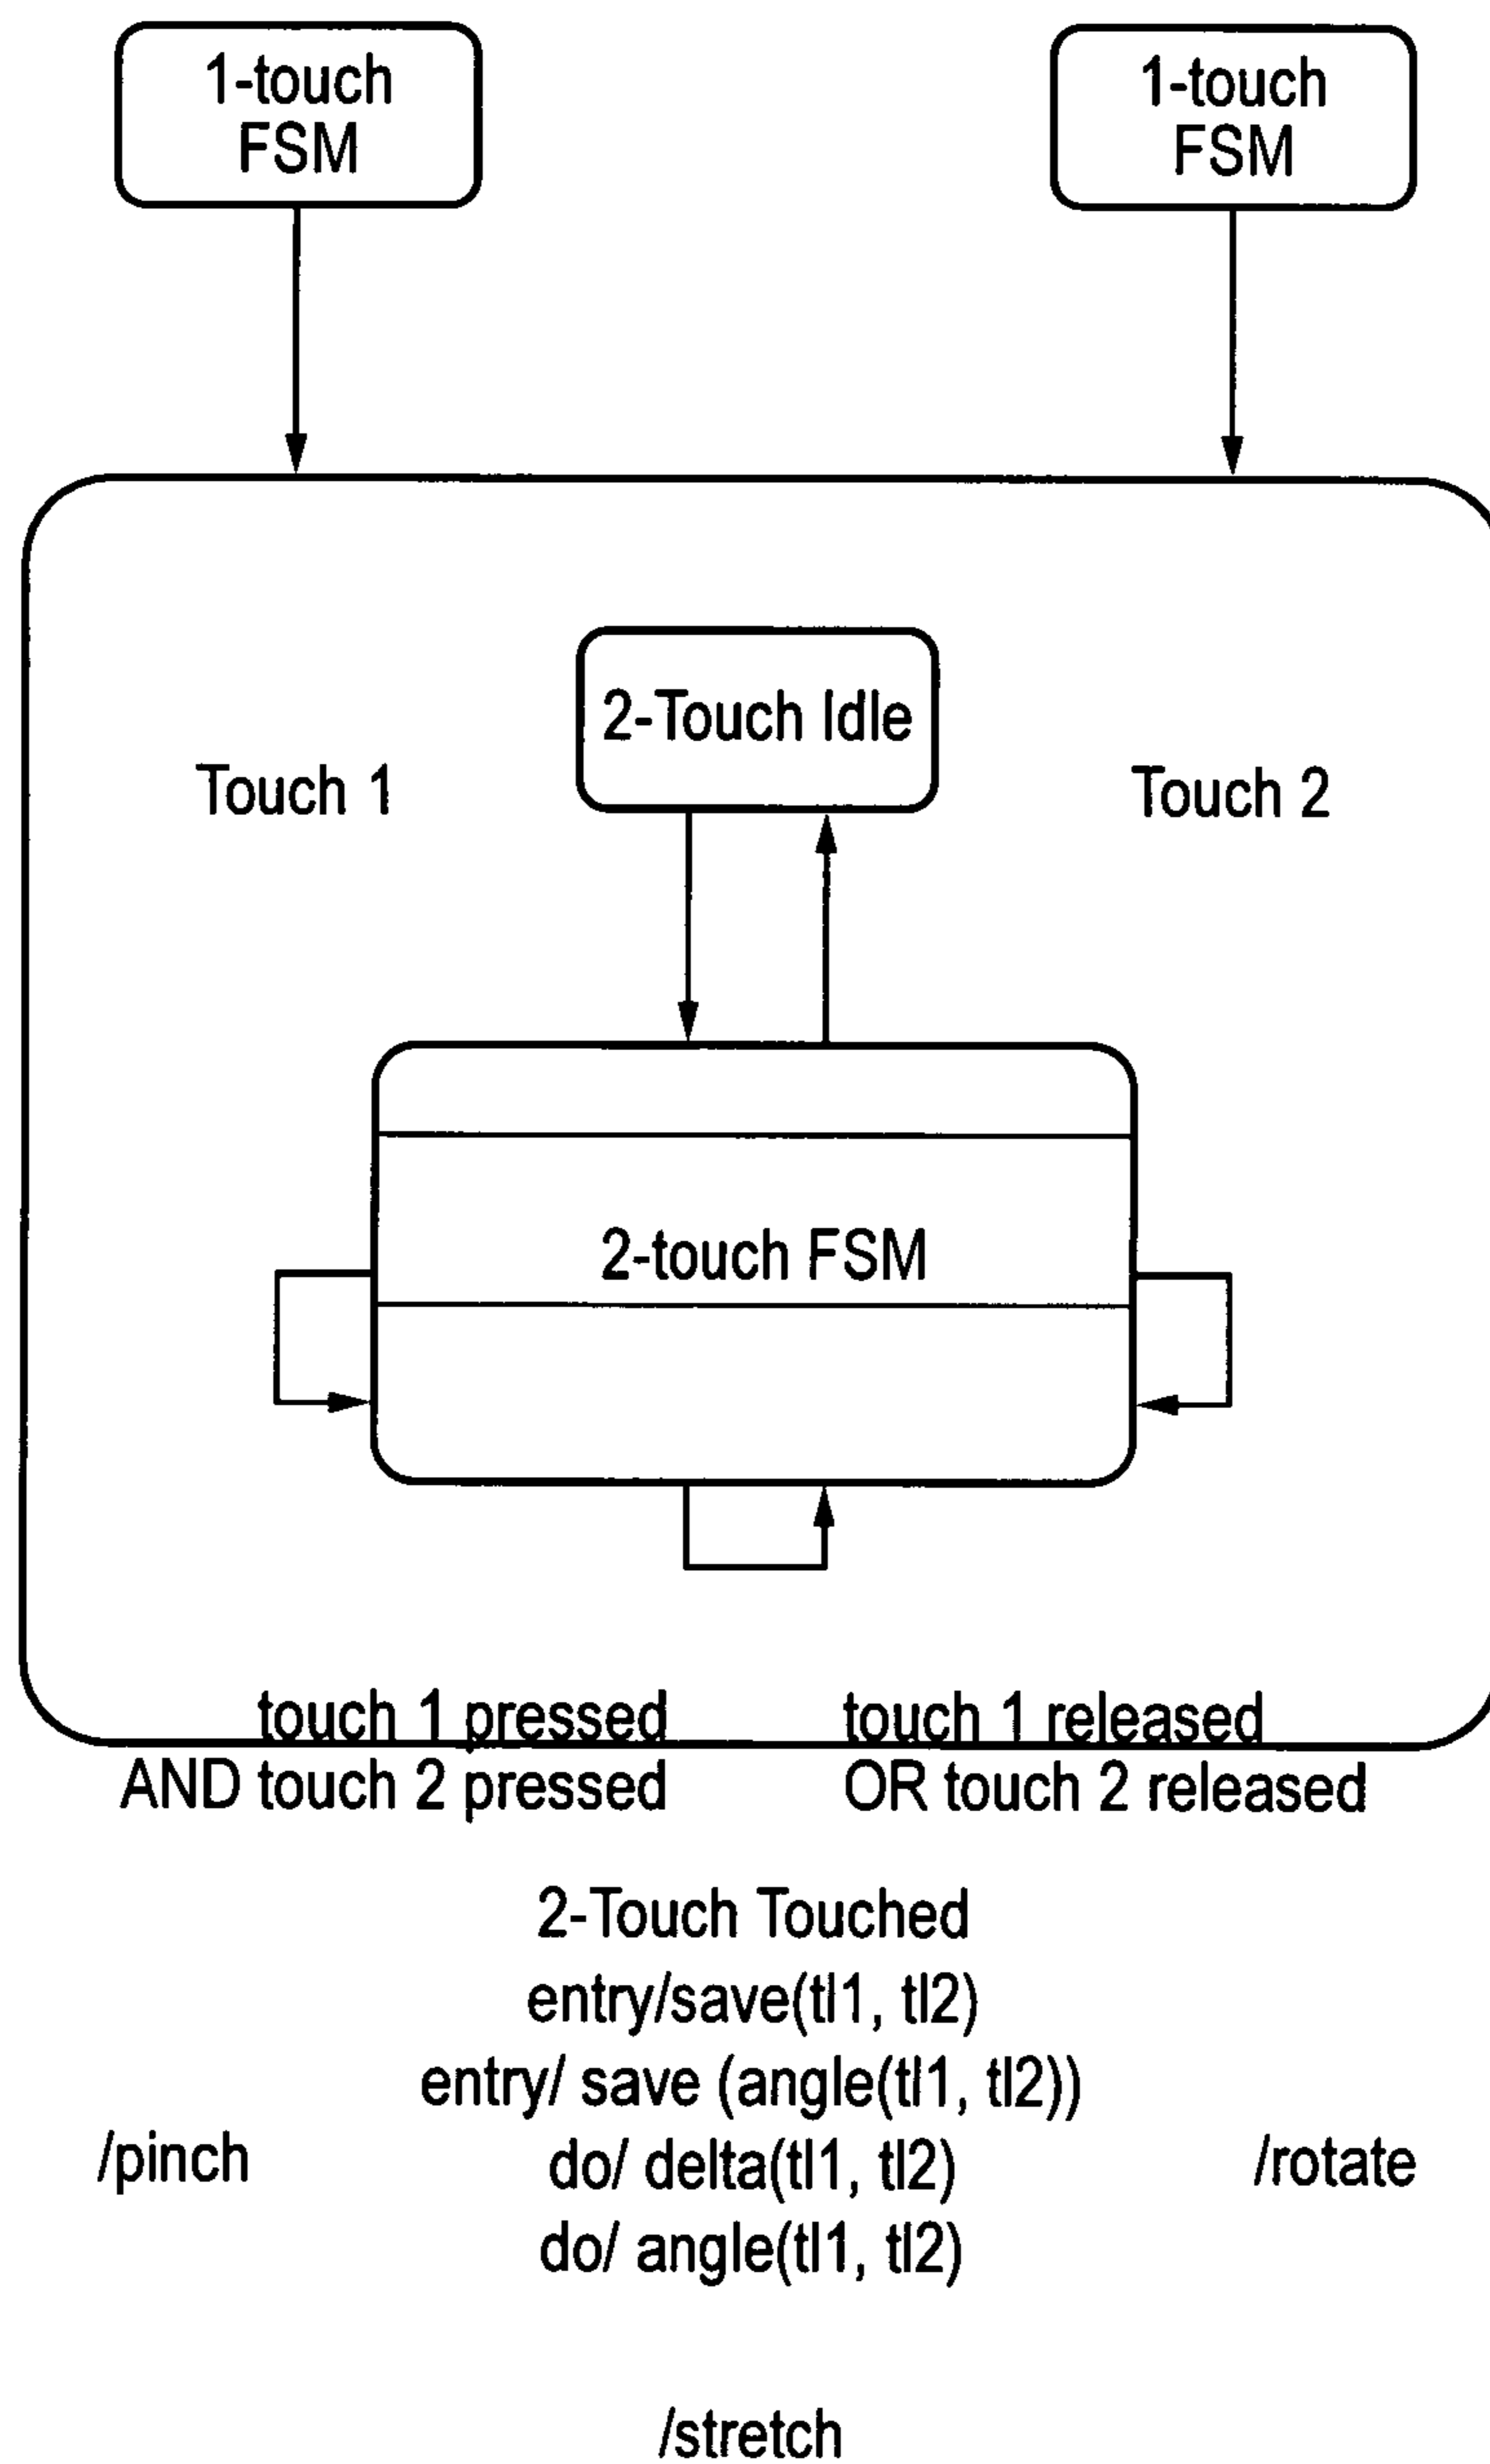 1-touch
FSM
1-touch
FSM
2-Touch Idle
Touch 1
Touch 2
2-touch FSM
touch 1 pressed
AND touch 2 pressed
touch 1 released
OR touch 2 released
2-Touch Touched
entry/save(tl1, tl2)
entry/ save (angle(tl1, tl2))
/pinch
do/ delta(tl1, tl2)
/rotate
do/ angle(tl1, tl2)
/stretch